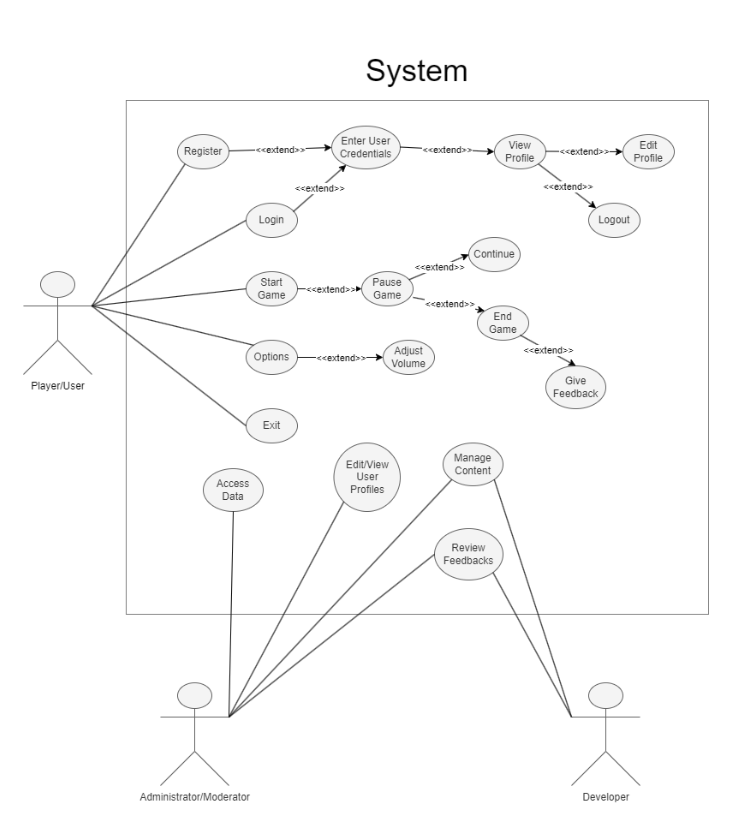 System
Register
<<extend>>
Enter User
Credentials
<<extend>>
View
Profile
<<extend>>
Edit
Profile
<<extend>>
<<extend>>
Login
Logout
Start
Game
<<extend>>
Pause
Game
<<extend>>
Continue
<<extend>>
End
Game
<<extend>>
Options
<<extend>>
Adjust
Volume
Give
Feedback
Player/User
Exit
Access
Data
Edit/View
User
Profiles
Manage
Content
Review
Feedbacks
Administrator/Moderator
Developer